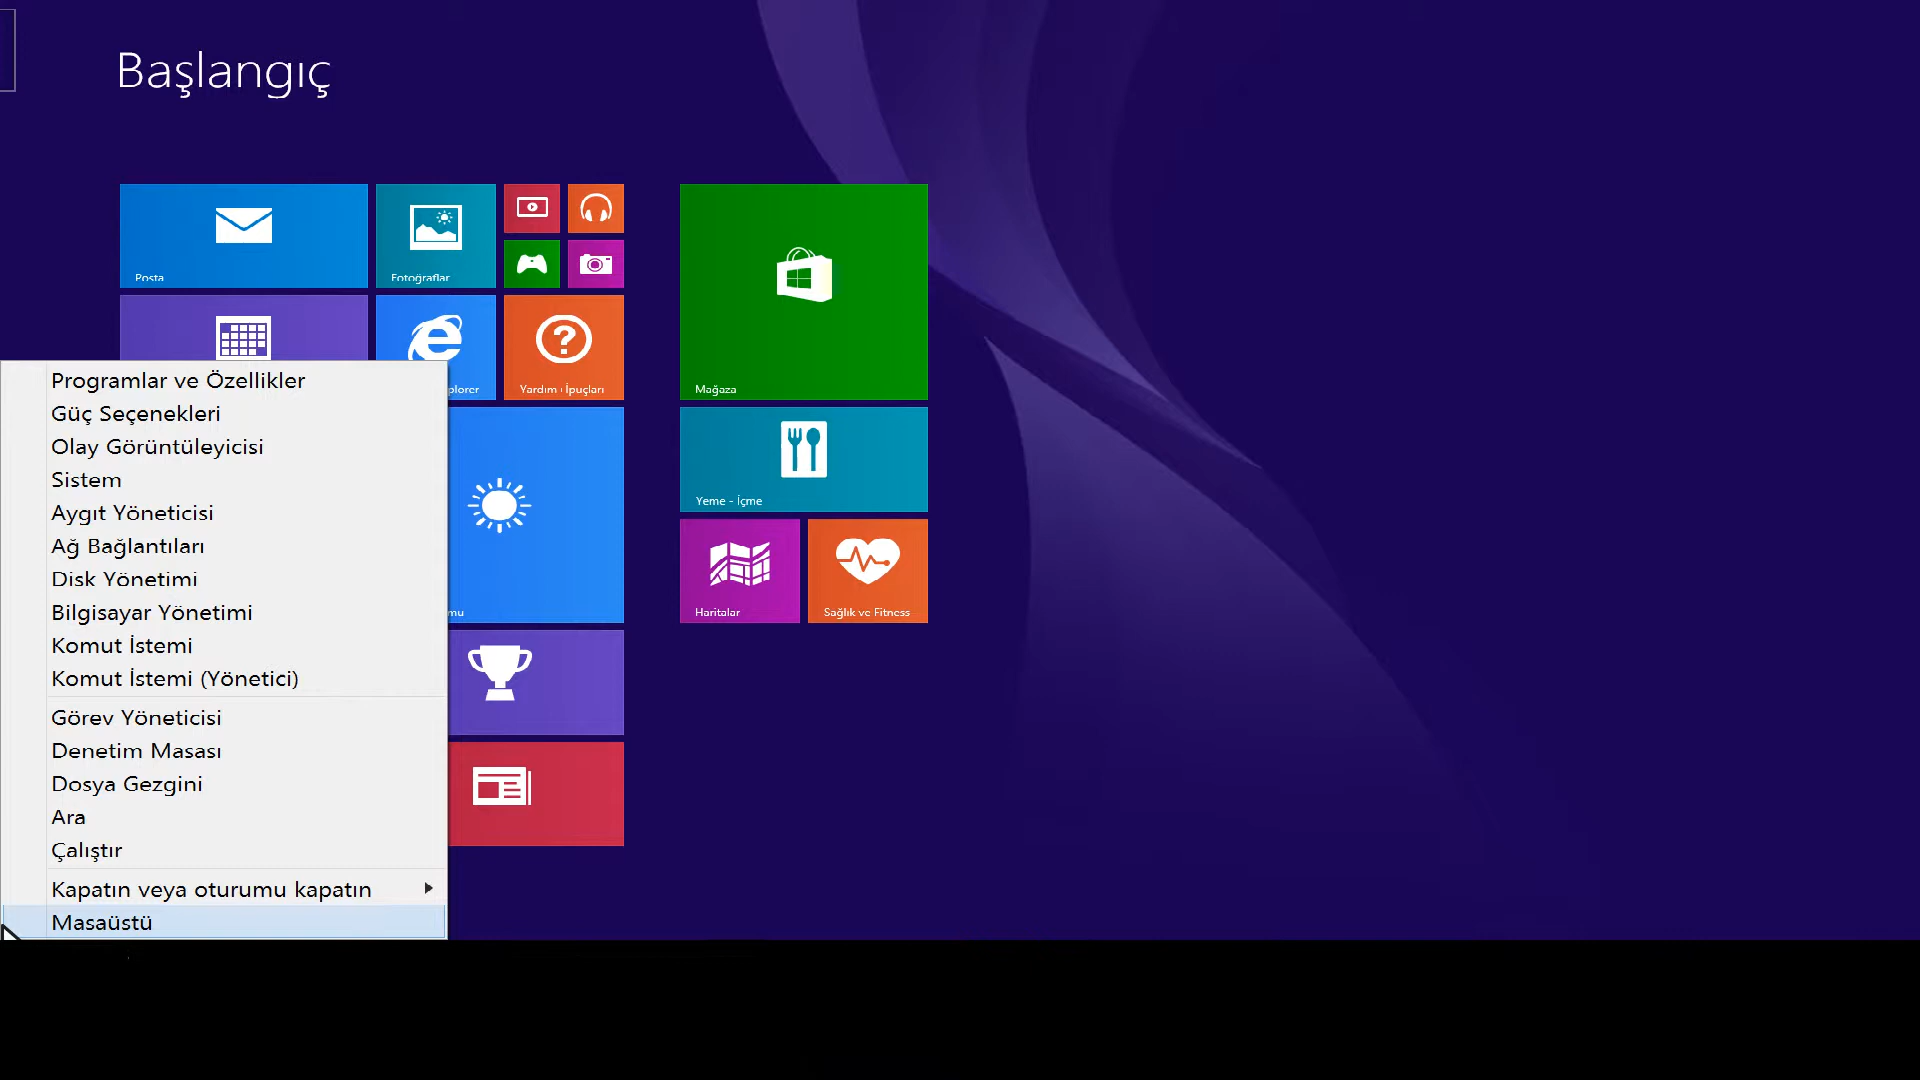 Başlangıç
Posta
Fotoğraflar
plorer
Yardım+İpuçları
Mağaza
Yeme - İçme
mu
Haritalar
Sağlık ve Fitness
Programlar ve Özellikler
Güç Seçenekleri
Olay Görüntüleyicisi
Sistem
Aygıt Yöneticisi
Ağ Bağlantıları
Disk Yönetimi
Bilgisayar Yönetimi
Komut İstemi
Komut İstemi (Yönetici)
Görev Yöneticisi
Denetim Masası
Dosya Gezgini
Ara
Çalıştır
Kapatın veya oturumu kapatın
Masaüstü